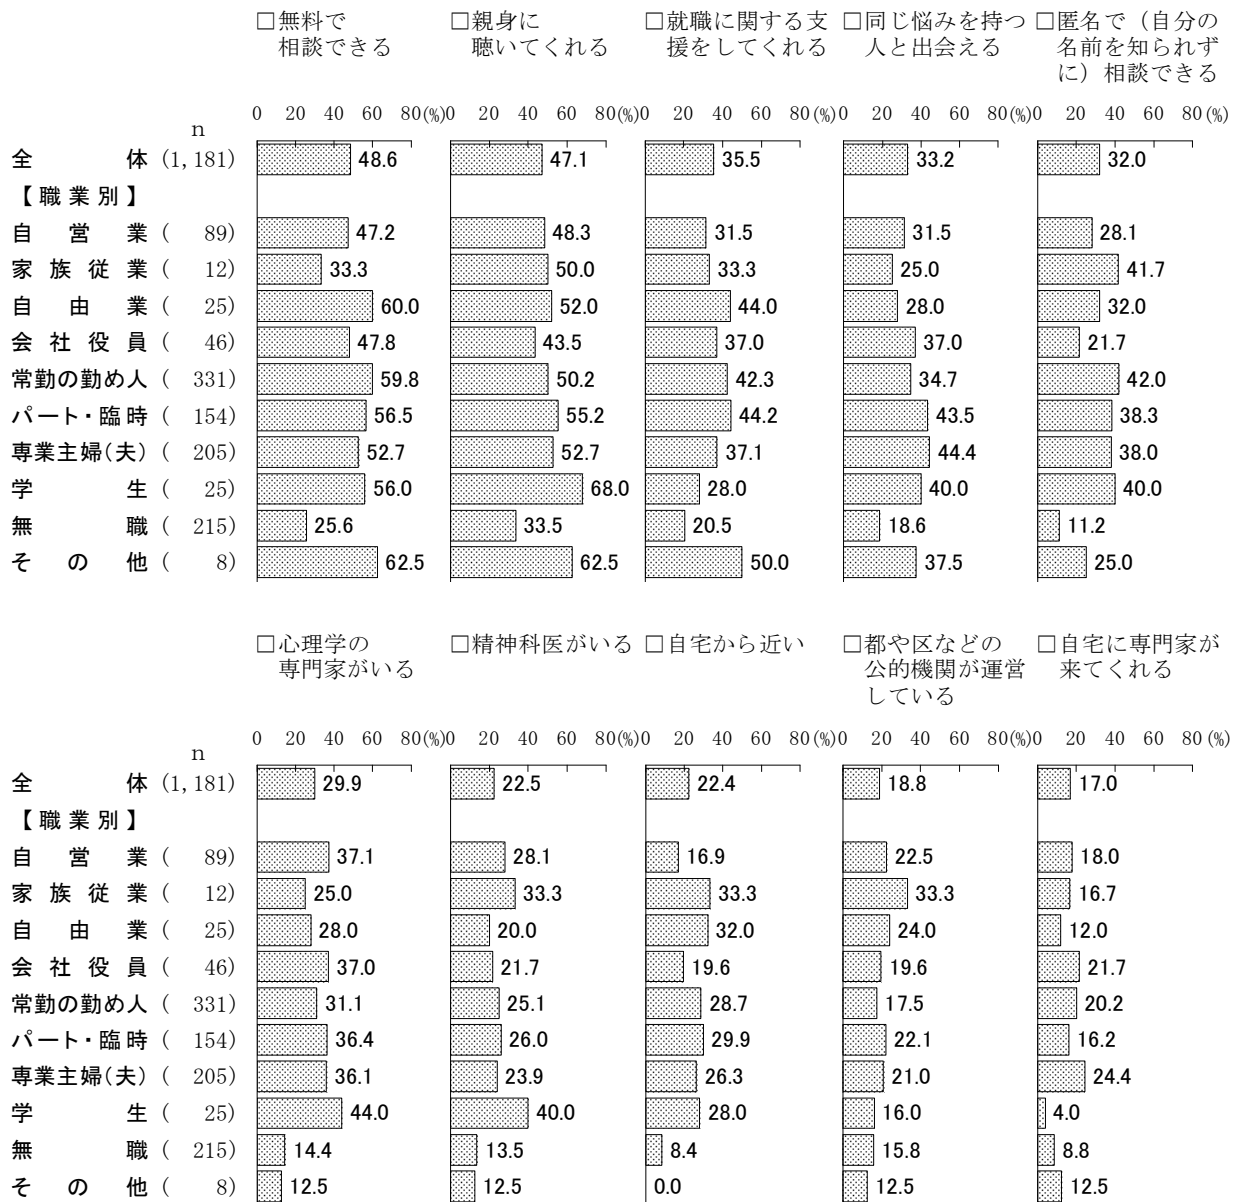 □無料で 相談できる □親身に 聴いてくれる □就職に関する支 援をしてくれる □同じ悩みを持つ 人と出会える □匿名で（自分の 名前を知られず に）相談できる
0 20 40 60 80(%) 0 20 40 60 80(%) 0 20 40 60 80(%) 0 20 40 60 80(%) 0 20 40 60 80(%)
n
全体 (1,181) 48.6 47.1 35.5 33.2 32.0
【職業別】
自営業 ( 89) 47.2 48.3 31.5 31.5 28.1
家族従業 ( 12) 33.3 50.0 33.3 25.0 41.7
自由業 ( 25) 60.0 52.0 44.0 28.0 32.0
会社役員 ( 46) 47.8 43.5 37.0 37.0 21.7
常勤の勤め人 ( 331) 59.8 50.2 42.3 34.7 42.0
パート・臨時 ( 154) 56.5 55.2 44.2 43.5 38.3
専業主婦(夫) ( 205) 52.7 52.7 37.1 44.4 38.0
学生 ( 25) 56.0 68.0 28.0 40.0 40.0
無職 ( 215) 25.6 33.5 20.5 18.6 11.2
その他 ( 8) 62.5 62.5 50.0 37.5 25.0
□心理学の 専門家がいる □精神科医がいる □自宅から近い □都や区などの 公的機関が運営 している □自宅に専門家が 来てくれる
0 20 40 60 80(%) 0 20 40 60 80(%) 0 20 40 60 80(%) 0 20 40 60 80(%) 0 20 40 60 80(%)
n
全体 (1,181) 29.9 22.5 22.4 18.8 17.0
【職業別】
自営業 ( 89) 37.1 28.1 16.9 22.5 18.0
家族従業 ( 12) 25.0 33.3 33.3 33.3 16.7
自由業 ( 25) 28.0 20.0 32.0 24.0 12.0
会社役員 ( 46) 37.0 21.7 19.6 19.6 21.7
常勤の勤め人 ( 331) 31.1 25.1 28.7 17.5 20.2
パート・臨時 ( 154) 36.4 26.0 29.9 22.1 16.2
専業主婦(夫) ( 205) 36.1 23.9 26.3 21.0 24.4
学生 ( 25) 44.0 40.0 28.0 16.0 4.0
無職 ( 215) 14.4 13.5 8.4 15.8 8.8
その他 ( 8) 12.5 12.5 0.0 12.5 12.5